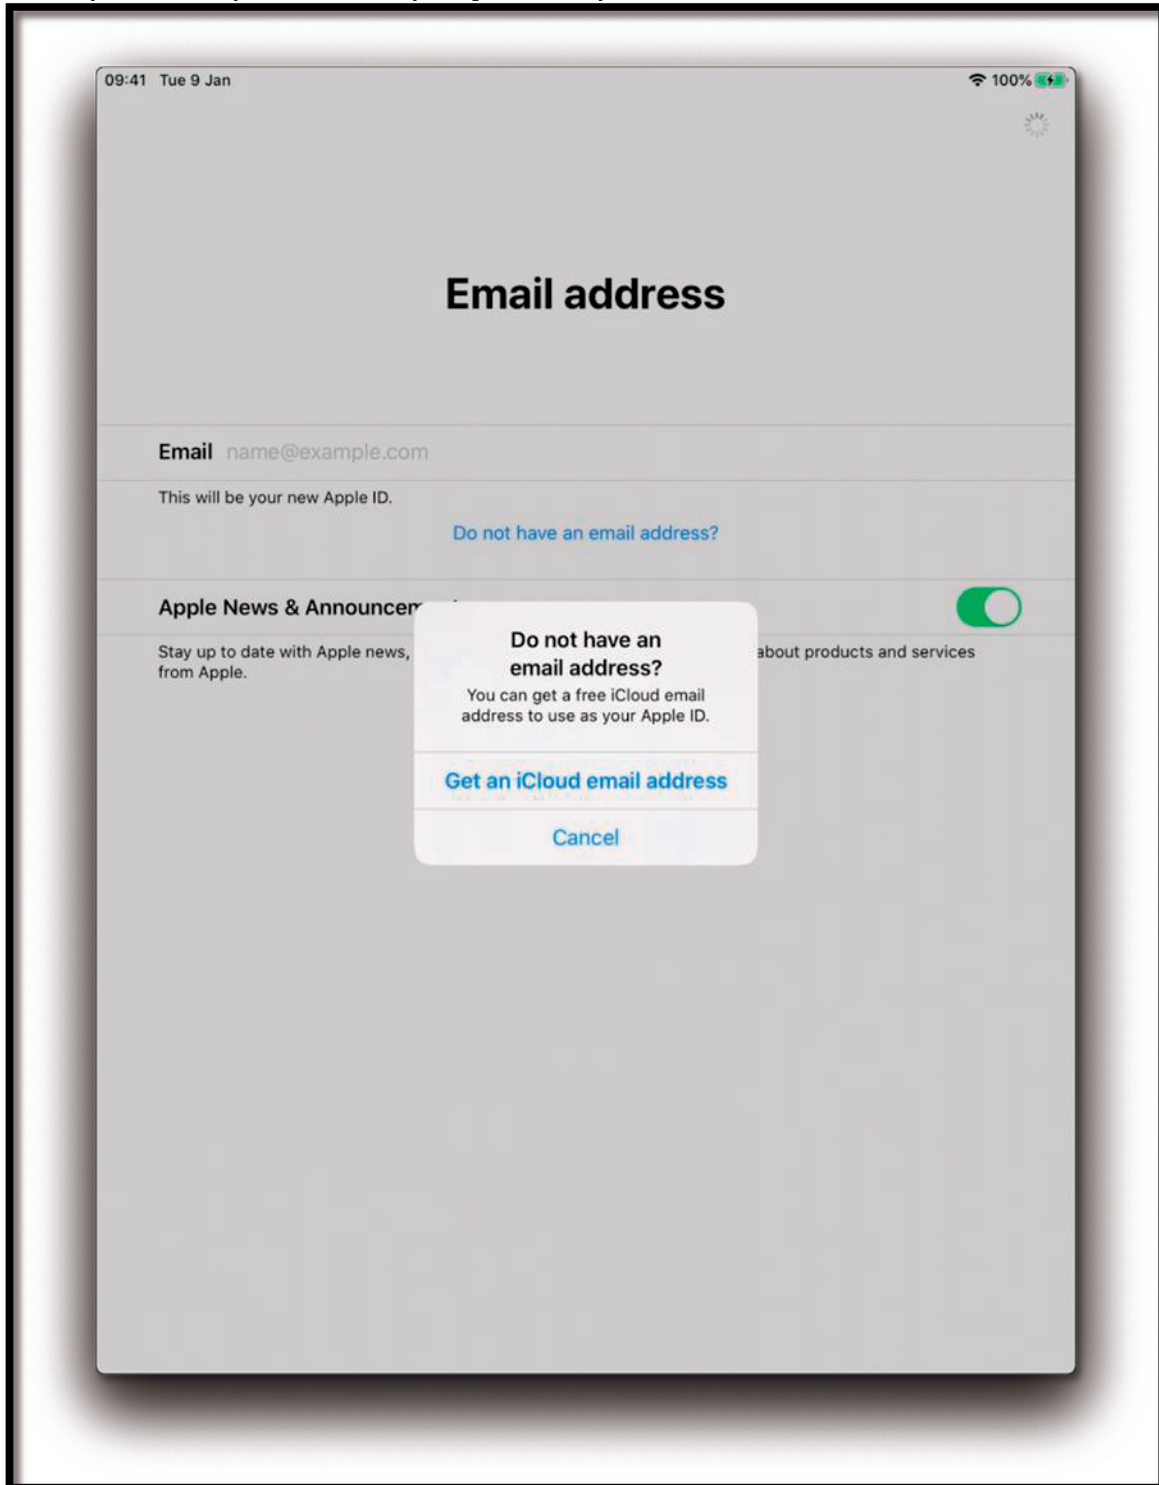 09:41 Tue 9 Jan
100%
Email address
Email name@example.com
This will be your new Apple ID.
Do not have an email address?
Apple News &
Stay up to date with Apple news, about products and services
from Apple.
Do not have an
email address?
You can get a free iCloud email
address to use as your Apple ID.
Get an iCloud email address
Cancel